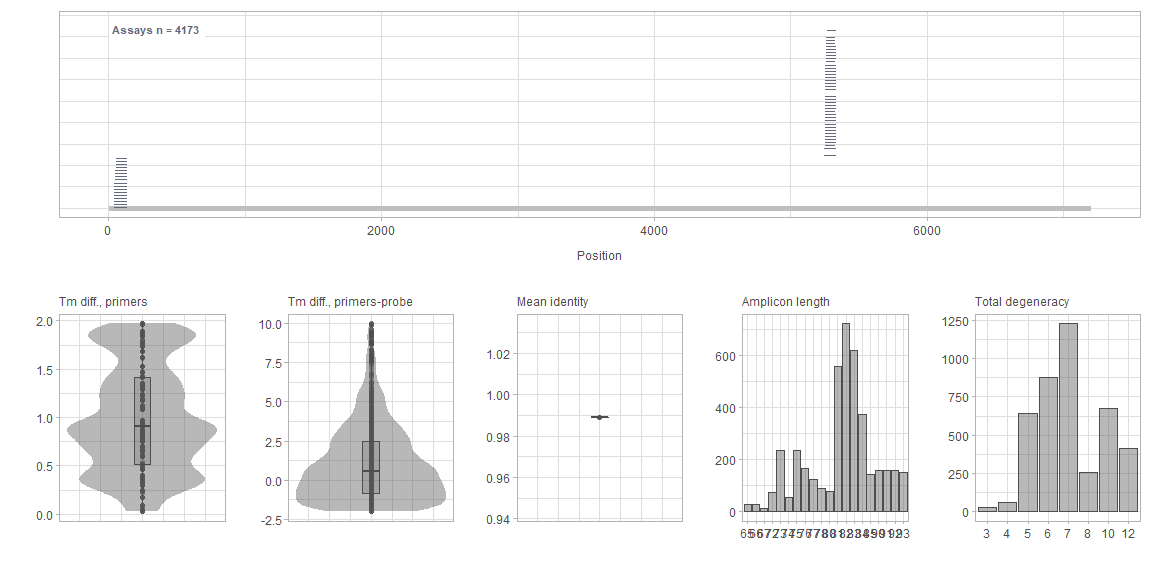 Assays n = 4173
0 2000 4000 6000
Position
Tm diff., primers
2.0
1.5
1.0
0.5
0.0
Tm diff., primers-probe
10.0
7.5
5.0
2.5
0.0
-2.5
Mean identity
1.02
1.00
0.98
0.96
0.94
Amplicon length
600
400
200
0
Total degeneracy
1250
1000
750
500
250
0
3 4 5 6 7 8 10 12